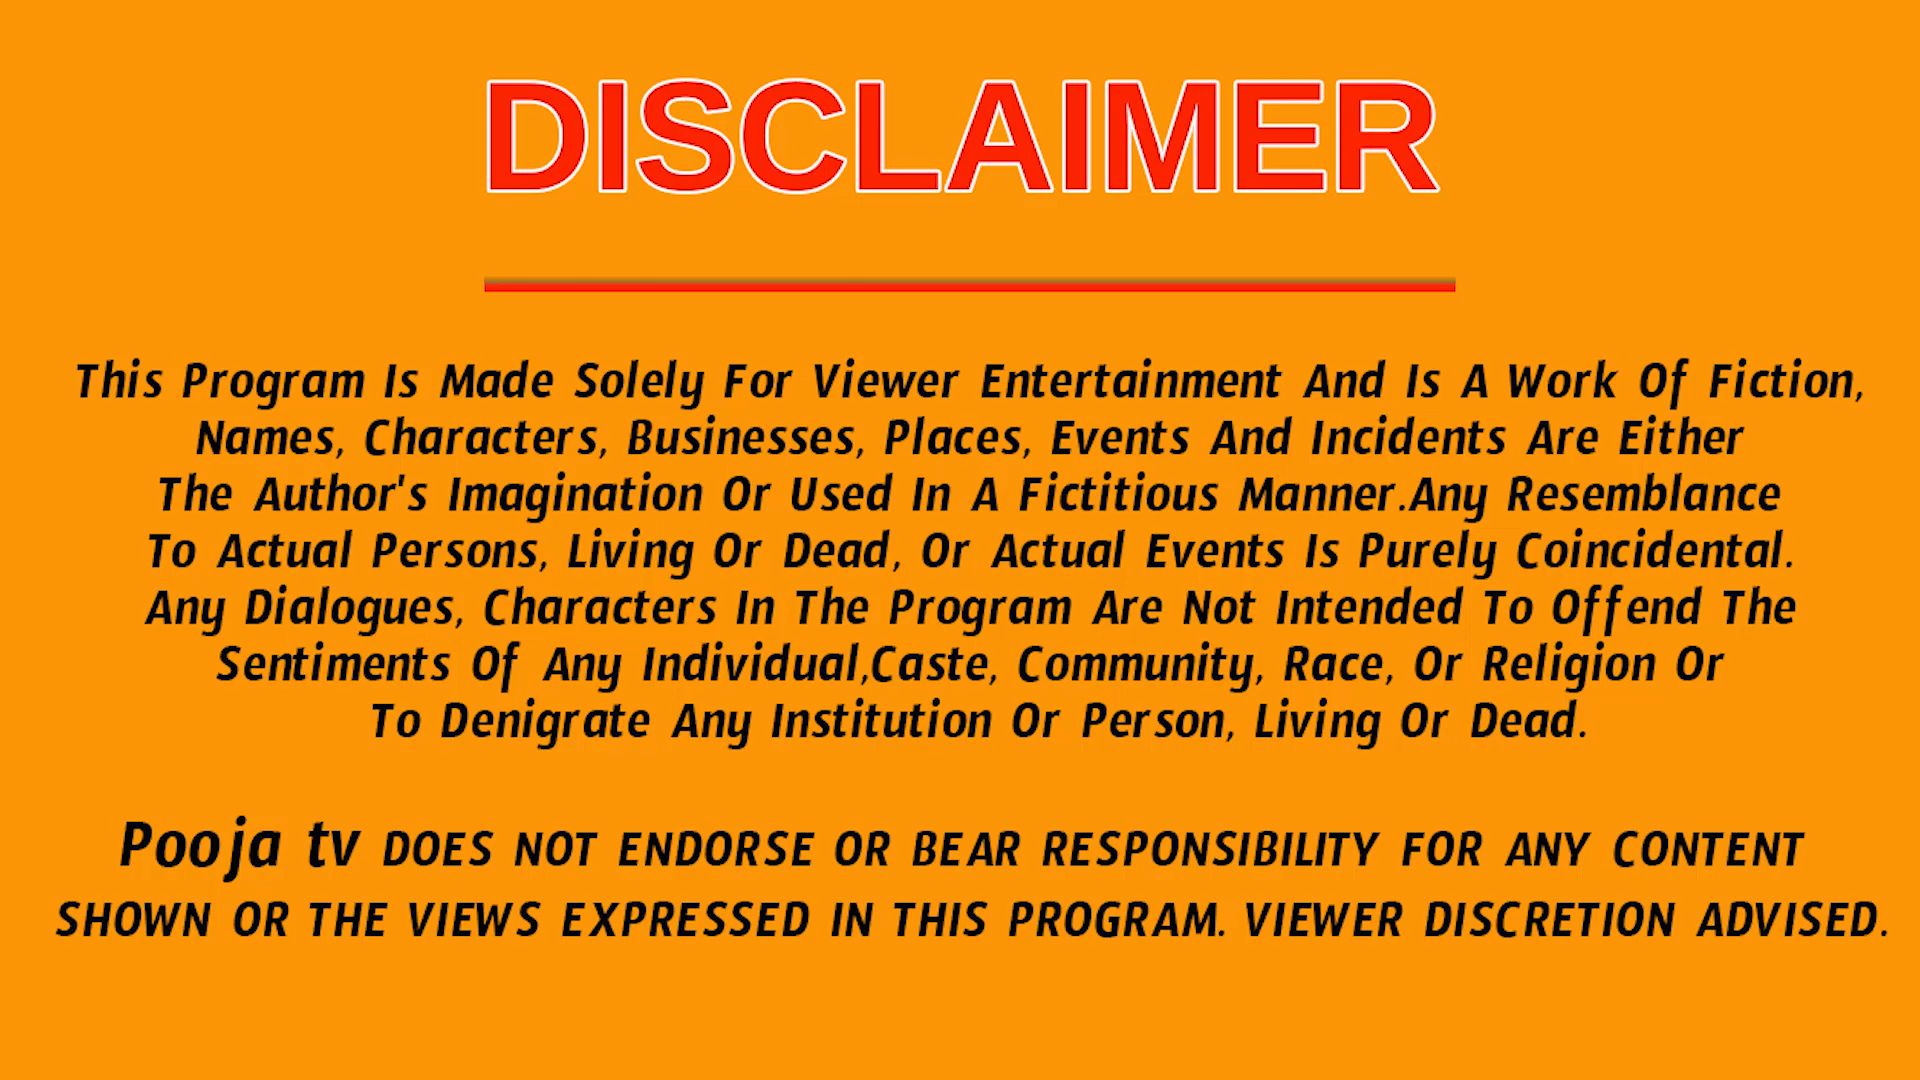 DISCLAIMER
This Program Is Made Solely For Viewer Entertainment And Is A Work Of Fiction,
Names, Characters, Businesses, Places, Events And Incidents Are Either
The Author's Imagination Or Used In A Fictitious Manner.Any Resemblance
To Actual Persons, Living Or Dead, Or Actual Events Is Purely Coincidental.
Any Dialogues, Characters In The Program Are Not Intended To Offend The
Sentiments Of Any Individual,Caste, Community, Race, Or Religion Or
To Denigrate Any Institution Or Person, Living Or Dead.
Pooja tv DOES NOT ENDORSE OR BEAR RESPONSIBILITY FOR ANY CONTENT
SHOWN OR THE VIEWS EXPRESSED IN THIS PROGRAM. VIEWER DISCRETION ADVISED.